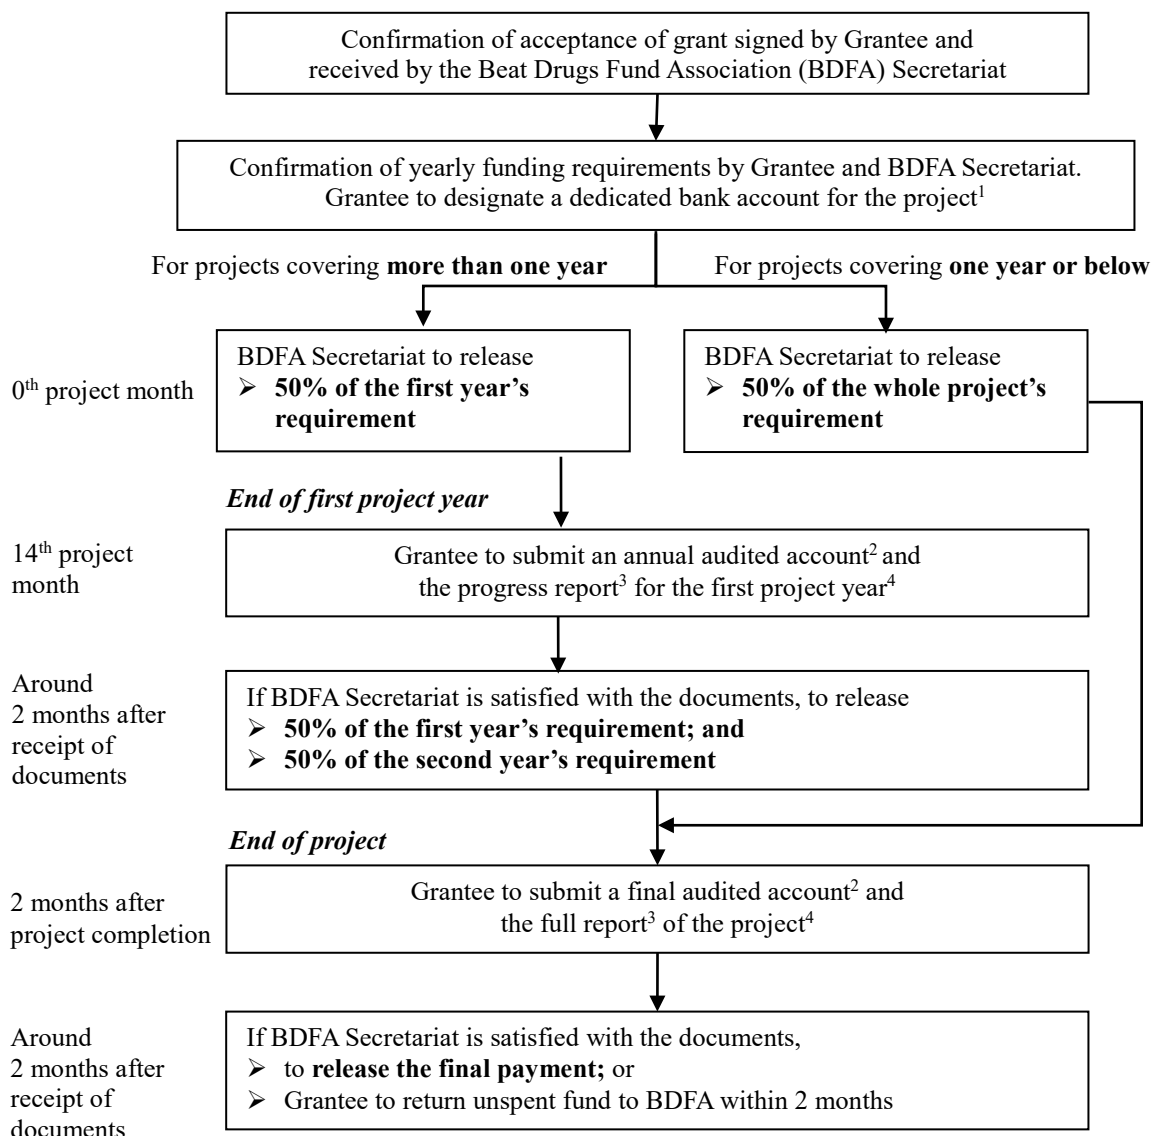 Confirmation of acceptance of grant signed by Grantee and
received by the Beat Drugs Fund Association (BDFA) Secretariat
Confirmation of yearly funding requirements by Grantee and BDFA Secretariat.
Grantee to designate a dedicated bank account for the project¹
For projects covering more than one year
For projects covering one year or below
0th project month
BDFA Secretariat to release
➢ 50% of the first year’s
requirement
BDFA Secretariat to release
➢ 50% of the whole project’s
requirement
End of first project year
14th project
month
Grantee to submit an annual audited account² and
the progress report³ for the first project year⁴
Around
2 months after
receipt of
documents
If BDFA Secretariat is satisfied with the documents, to release
➢ 50% of the first year’s requirement; and
➢ 50% of the second year’s requirement
End of project
2 months after
project completion
Grantee to submit a final audited account² and
the full report³ of the project⁴
Around
2 months after
receipt of
documents
If BDFA Secretariat is satisfied with the documents,
➢ to release the final payment; or
➢ Grantee to return unspent fund to BDFA within 2 months